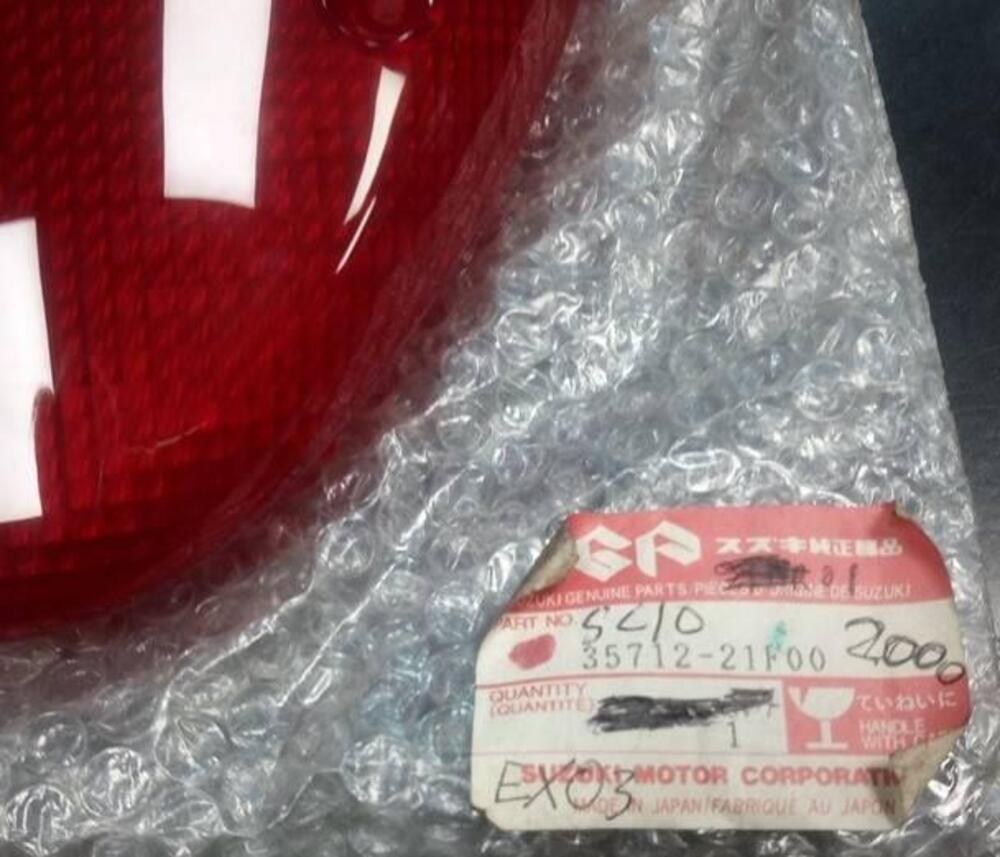 GP スズキ純正部品
SUZUKI GENUINE PARTS/PIECES D'ORIGINE DE SUZUKI
PART NO.
35712-21F00 2000
QUANTITY
(QUANTITÉ)
1
ていねいに
HANDLE
WITH
SUZUKI MOTOR CORPORATI
EX03
MADE IN JAPAN/FABRIQUÉ AU JAPON